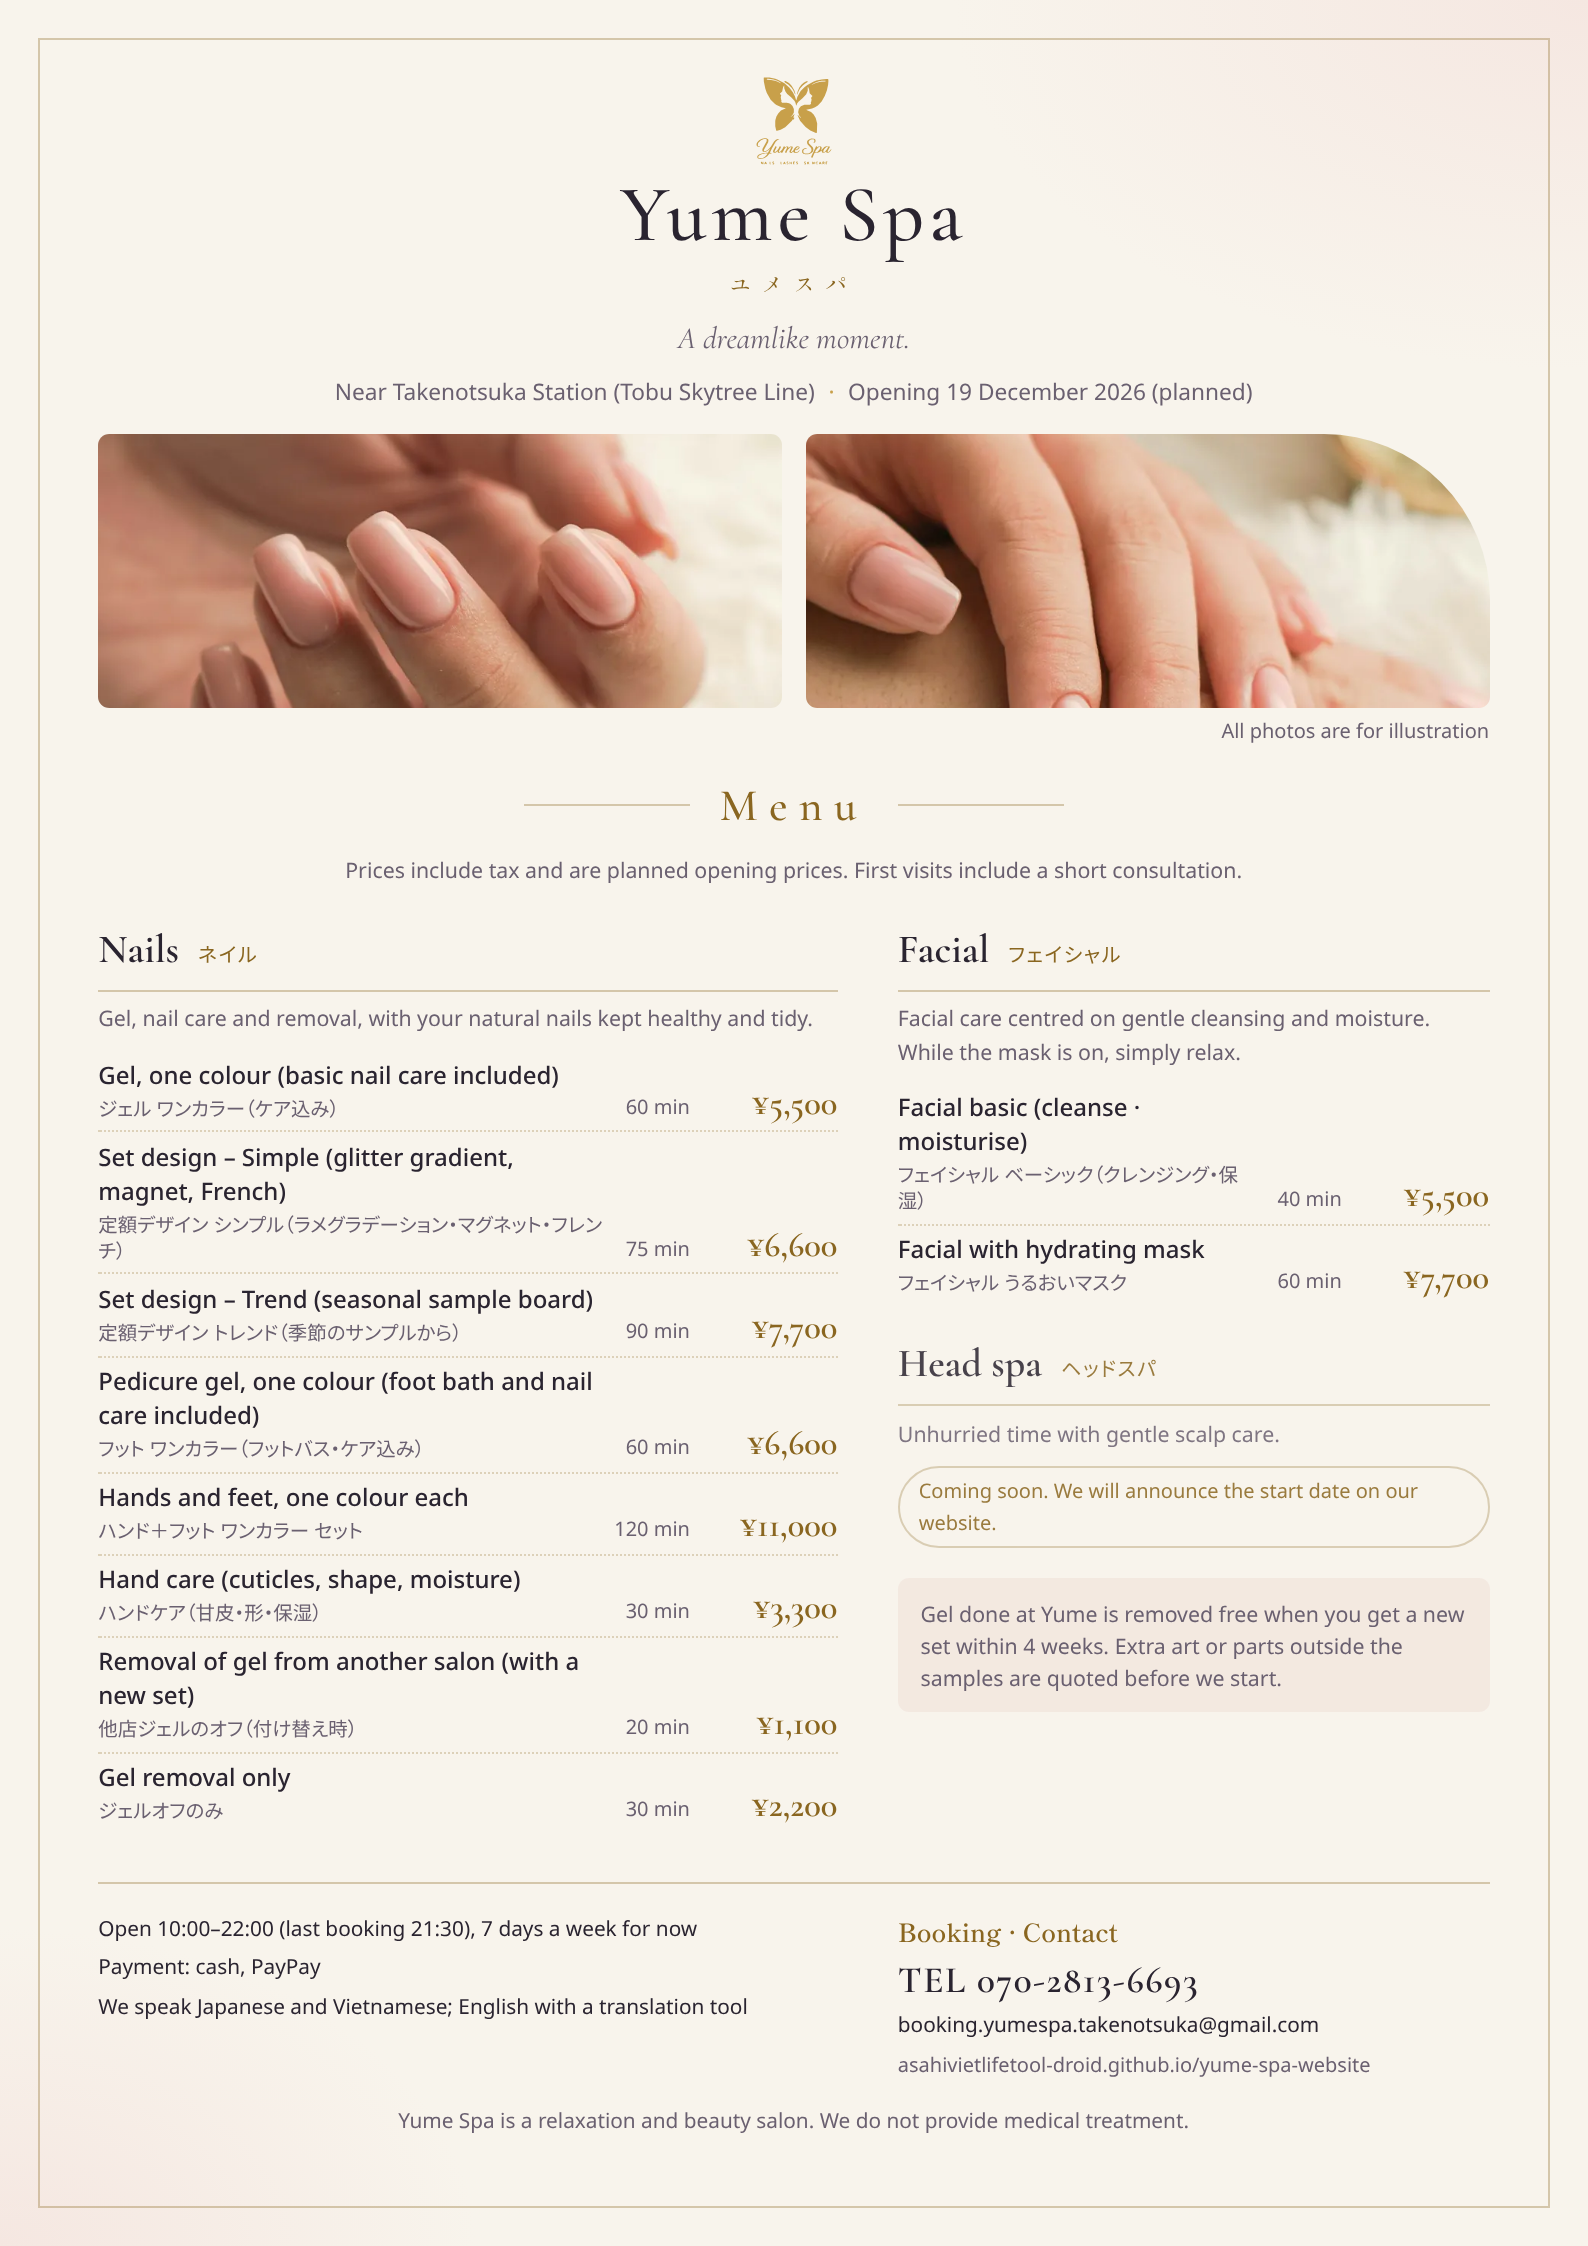 Yume Spa
NAILS LASHES SKINCARE
Yume Spa
ユメスパ
A dreamlike moment.
Near Takenotsuka Station (Tobu Skytree Line) · Opening 19 December 2026 (planned)
All photos are for illustration
Menu
Prices include tax and are planned opening prices. First visits include a short consultation.
Nails ネイル
Gel, nail care and removal, with your natural nails kept healthy and tidy.
Gel, one colour (basic nail care included)
ジェル ワンカラー（ケア込み） 60 min ¥5,500
Set design – Simple (glitter gradient,
magnet, French)
定額デザイン シンプル（ラメグラデーション・マグネット・フレン
チ） 75 min ¥6,600
Set design – Trend (seasonal sample board)
定額デザイン トレンド（季節のサンプルから） 90 min ¥7,700
Pedicure gel, one colour (foot bath and nail
care included)
フット ワンカラー（フットバス・ケア込み） 60 min ¥6,600
Hands and feet, one colour each
ハンド＋フット ワンカラー セット 120 min ¥11,000
Hand care (cuticles, shape, moisture)
ハンドケア（甘皮・形・保湿） 30 min ¥3,300
Removal of gel from another salon (with a
new set)
他店ジェルのオフ（付け替え時） 20 min ¥1,100
Gel removal only
ジェルオフのみ 30 min ¥2,200
Facial フェイシャル
Facial care centred on gentle cleansing and moisture.
While the mask is on, simply relax.
Facial basic (cleanse ·
moisturise)
フェイシャル ベーシック（クレンジング・保
湿） 40 min ¥5,500
Facial with hydrating mask
フェイシャル うるおいマスク 60 min ¥7,700
Head spa ヘッドスパ
Unhurried time with gentle scalp care.
Coming soon. We will announce the start date on our
website.
Gel done at Yume is removed free when you get a new
set within 4 weeks. Extra art or parts outside the
samples are quoted before we start.
Open 10:00–22:00 (last booking 21:30), 7 days a week for now
Payment: cash, PayPay
We speak Japanese and Vietnamese; English with a translation tool
Booking · Contact
TEL 070-2813-6693
booking.yumespa.takenotsuka@gmail.com
asahivietlifetool-droid.github.io/yume-spa-website
Yume Spa is a relaxation and beauty salon. We do not provide medical treatment.